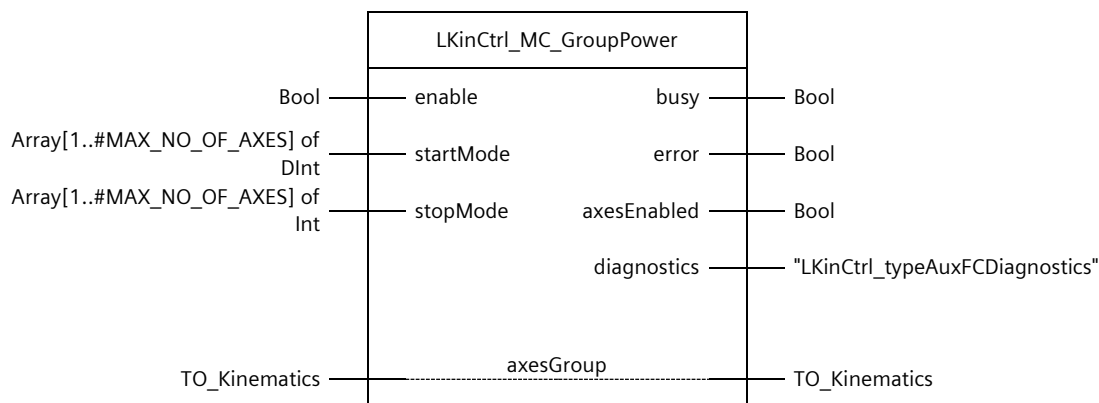 LKinCtrl_MC_GroupPower
Bool enable busy Bool
Array[1..#MAX_NO_OF_AXES] of
DInt
startMode error Bool
Array[1..#MAX_NO_OF_AXES] of
Int
stopMode axesEnabled Bool
diagnostics "LKinCtrl_typeAuxFCDiagnostics"
TO_Kinematics axesGroup TO_Kinematics